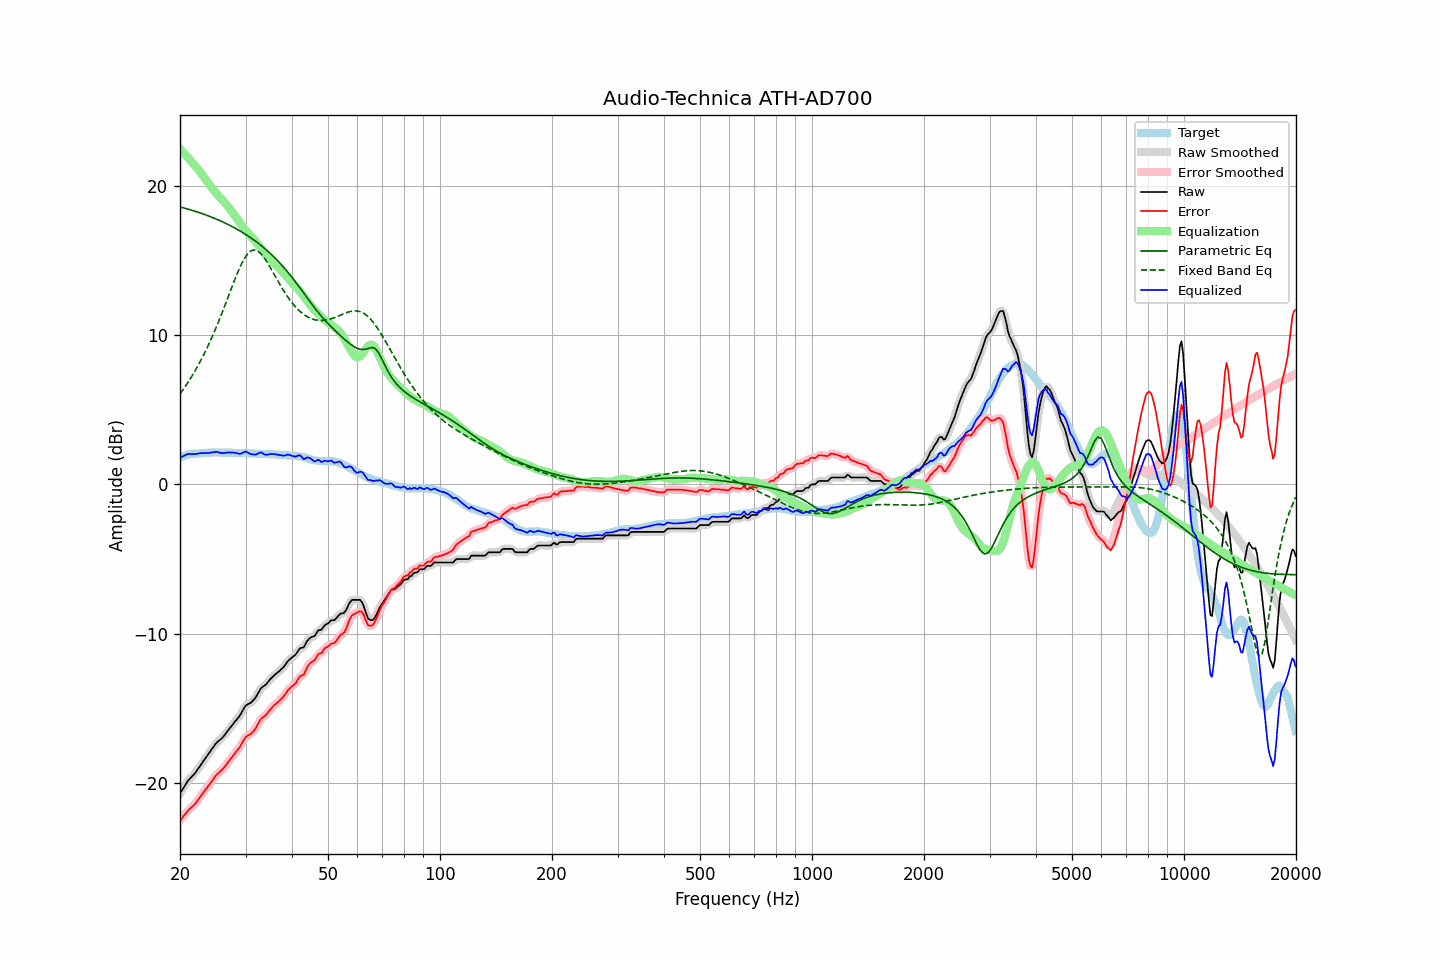 Audio-Technica ATH-AD700
Target
Raw Smoothed
Error Smoothed
Raw
Error
Equalization
Parametric Eq
Fixed Band Eq
Equalized
Amplitude (dBr)
20
10
0
−10
−20
20
50
100
200
500
1000
2000
5000
10000
20000
Frequency (Hz)